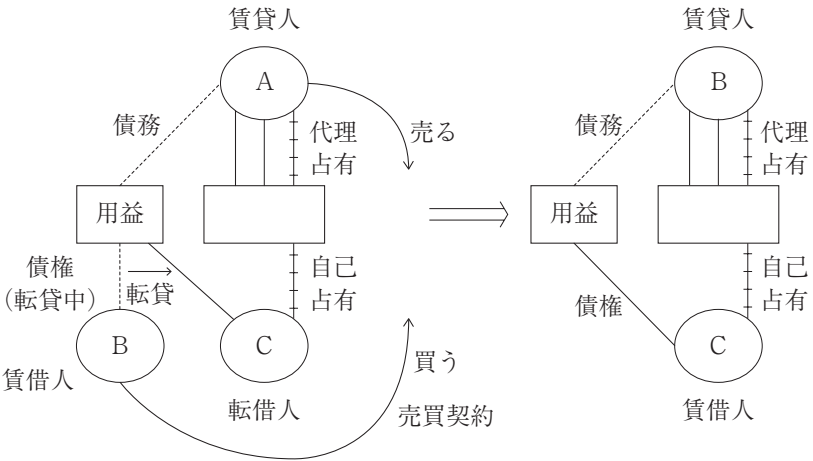 賃貸人
A
債務
代理
占有
売る
用益
債権
（転貸中）
転貸
自己
占有
B
賃借人
C
転借人
買う
売買契約
賃貸人
B
債務
代理
占有
用益
債権
自己
占有
C
賃借人